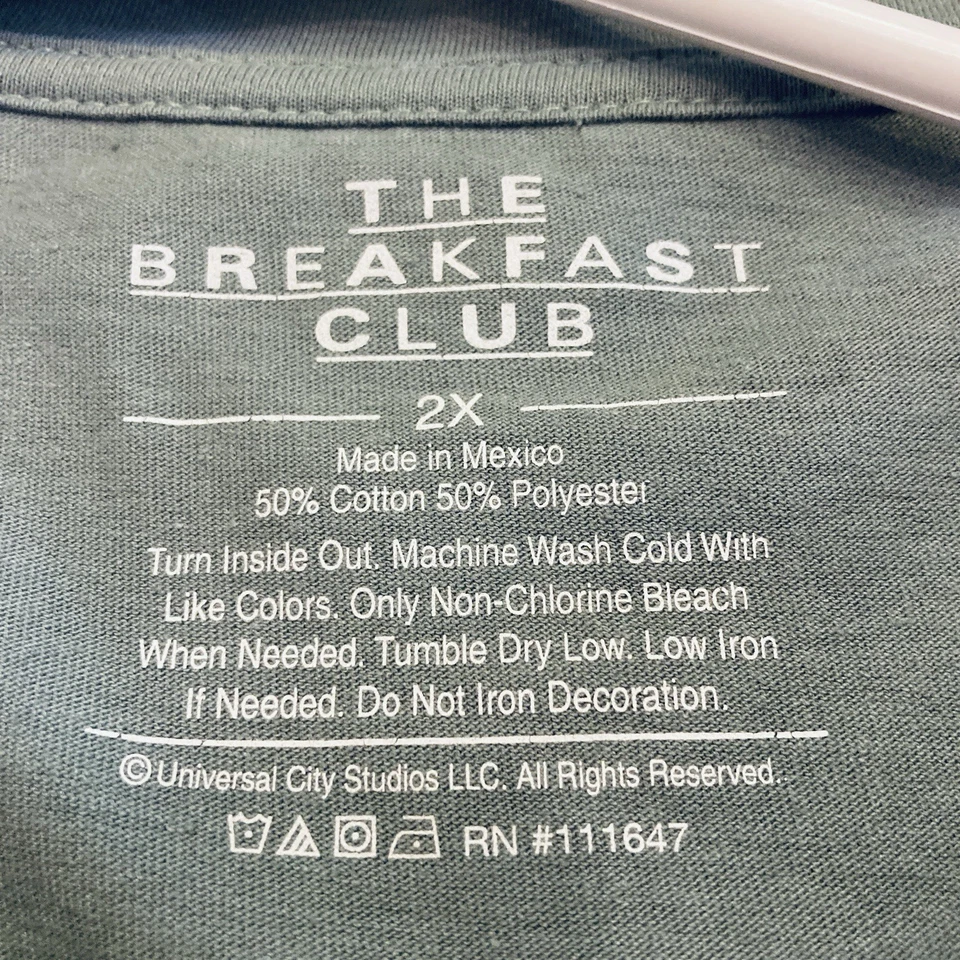 THE
BREAKFAST
CLUB
2X
Made in Mexico
50% Cotton 50% Polyester
Turn Inside Out. Machine Wash Cold With
Like Colors. Only Non-Chlorine Bleach
When Needed. Tumble Dry Low. Low Iron
If Needed. Do Not Iron Decoration.
©Universal City Studios LLC. All Rights Reserved.
RN #111647